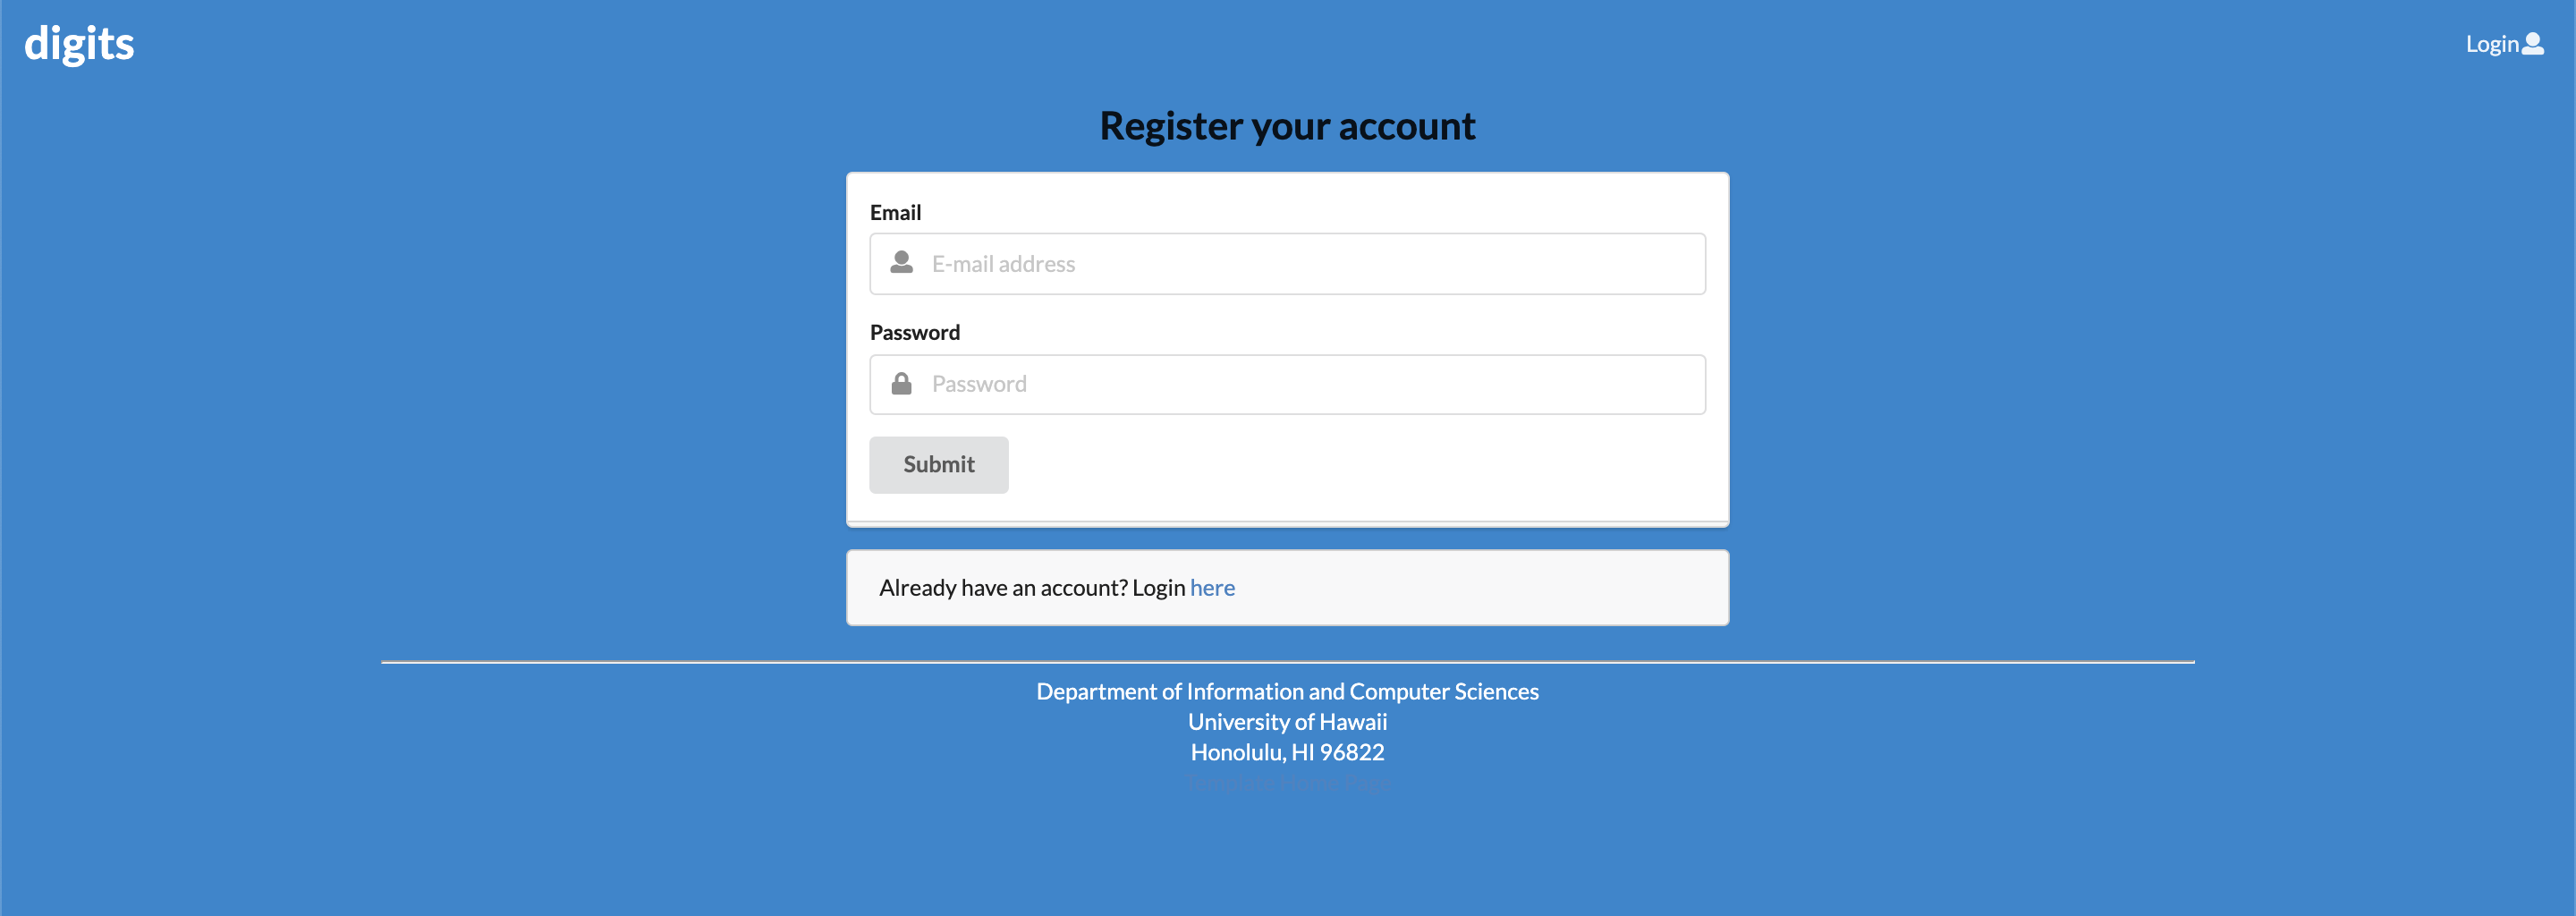 digits
Login
Register your account
Email
E-mail address
Password
Password
Submit
Already have an account? Login here
Department of Information and Computer Sciences
University of Hawaii
Honolulu, HI 96822
Template Home Page